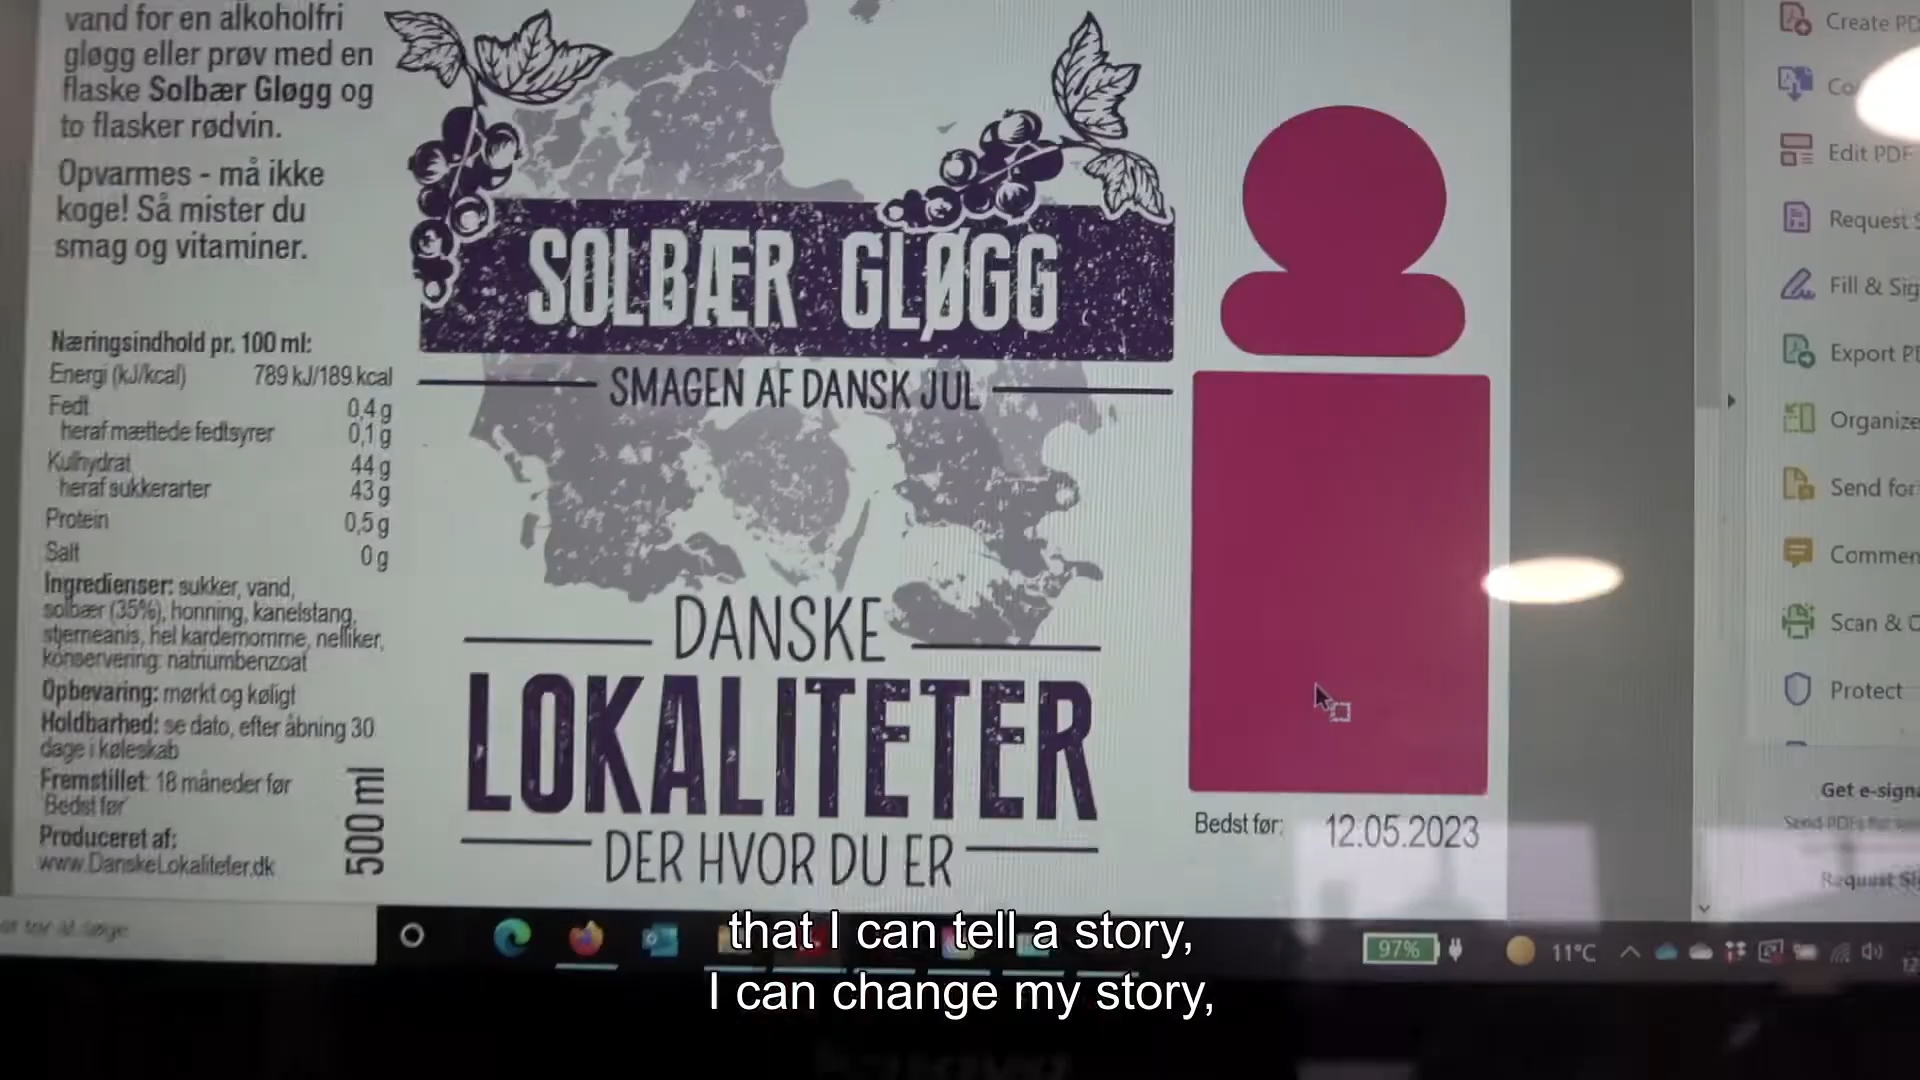 vand for en alkoholfri
gløgg eller prøv med en
flaske Solbær Gløgg og
to flasker rødvin.
Opvarmes - må ikke
koge! Så mister du
smag og vitaminer.
Næringsindhold pr. 100 ml:
Energi (kJ/kcal) 789 kJ/189 kcal
Fedt 0,4 g
heraf mættede fedtsyrer 0,1 g
Kulhydrat 44 g
heraf sukkerarter 43 g
Protein 0,5 g
Salt 0 g
Ingredienser: sukker, vand,
solbær (35%), honning, kanelstang,
stjerneanis, hel kardemomme, nelliker,
konservering: natriumbenzoat
Opbevaring: mørkt og køligt
Holdbarhed: se dato, efter åbning 30
dage i køleskab
Fremstillet: 18 måneder før
'Bedst før'
Produceret af:
www.DanskeLokaliteter.dk
500 ml
SOLBÆR GLØGG
SMAGEN AF DANSK JUL
DANSKE
LOKALITETER
DER HVOR DU ER
Bedst før: 12.05.2023
Create PD
Co
Edit PDF
Request S
Fill & Sig
Export PD
Organize
Send for
Commen
Scan & O
Protect
Get e-signa
Request Si
97%
11°C
that I can tell a story,
I can change my story,